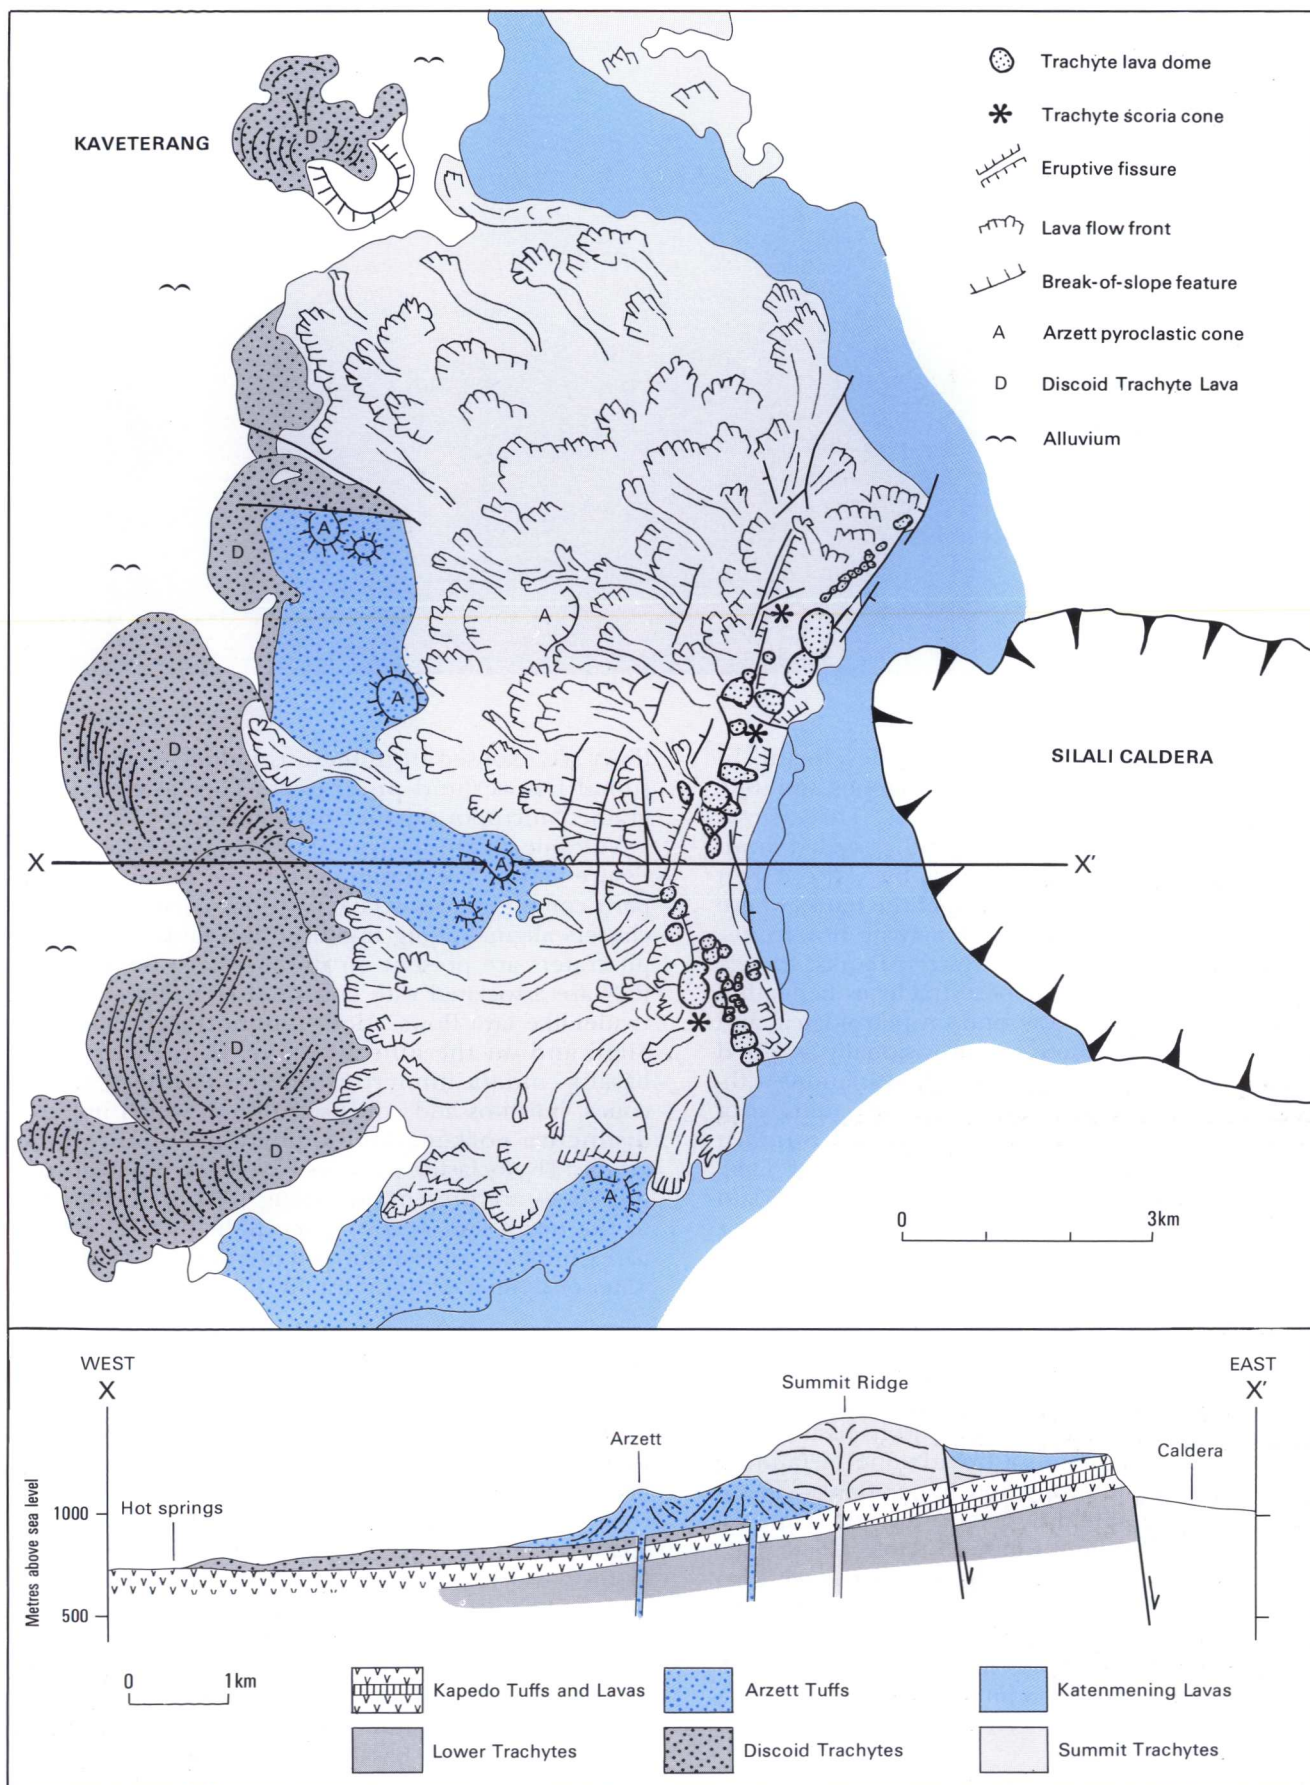 KAVETERANG
D
Trachyte lava dome
Trachyte scoria cone
Eruptive fissure
Lava flow front
Break-of-slope feature
A Arzett pyroclastic cone
D Discoid Trachyte Lava
Alluvium
A
D
A
A
D
SILALI CALDERA
X
A
X'
D
D
A
0 3km
WEST
X
EAST
X'
Summit Ridge
Arzett
Caldera
Hot springs
Metres above sea level
1000
500
0 1km
Kapedo Tuffs and Lavas
Arzett Tuffs
Katenmening Lavas
Lower Trachytes
Discoid Trachytes
Summit Trachytes